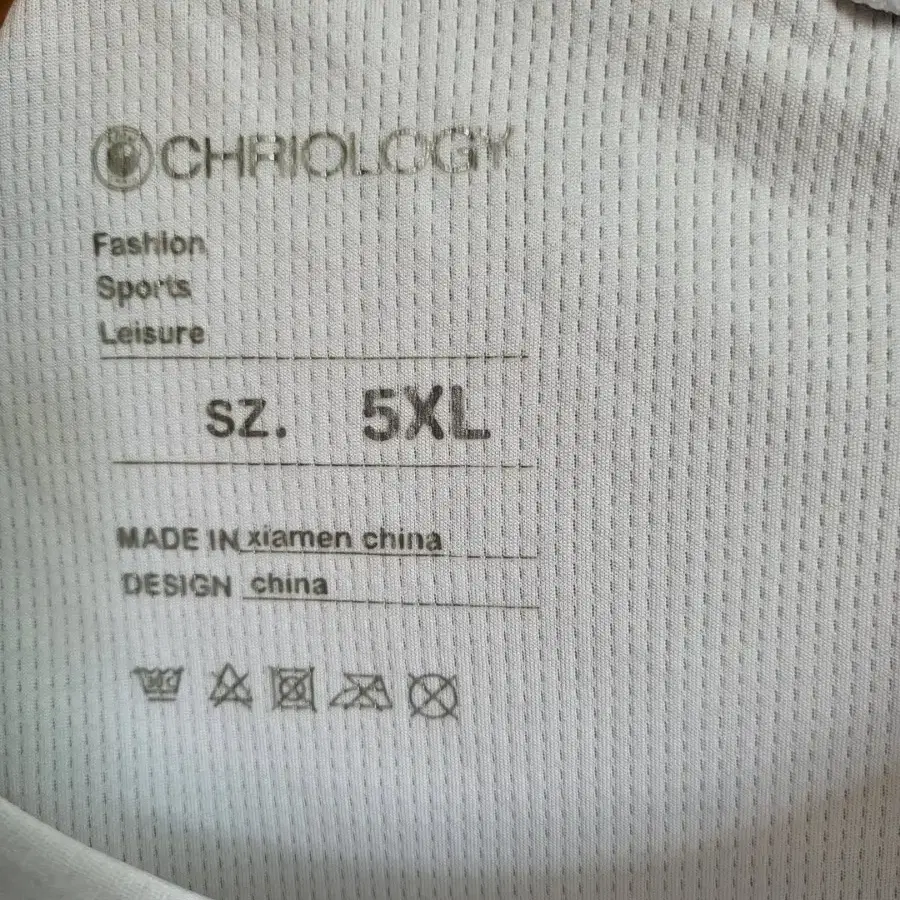 CHRIOLOGY
Fashion
Sports
Leisure
SZ. 5XL
MADE IN xiamen china
DESIGN china